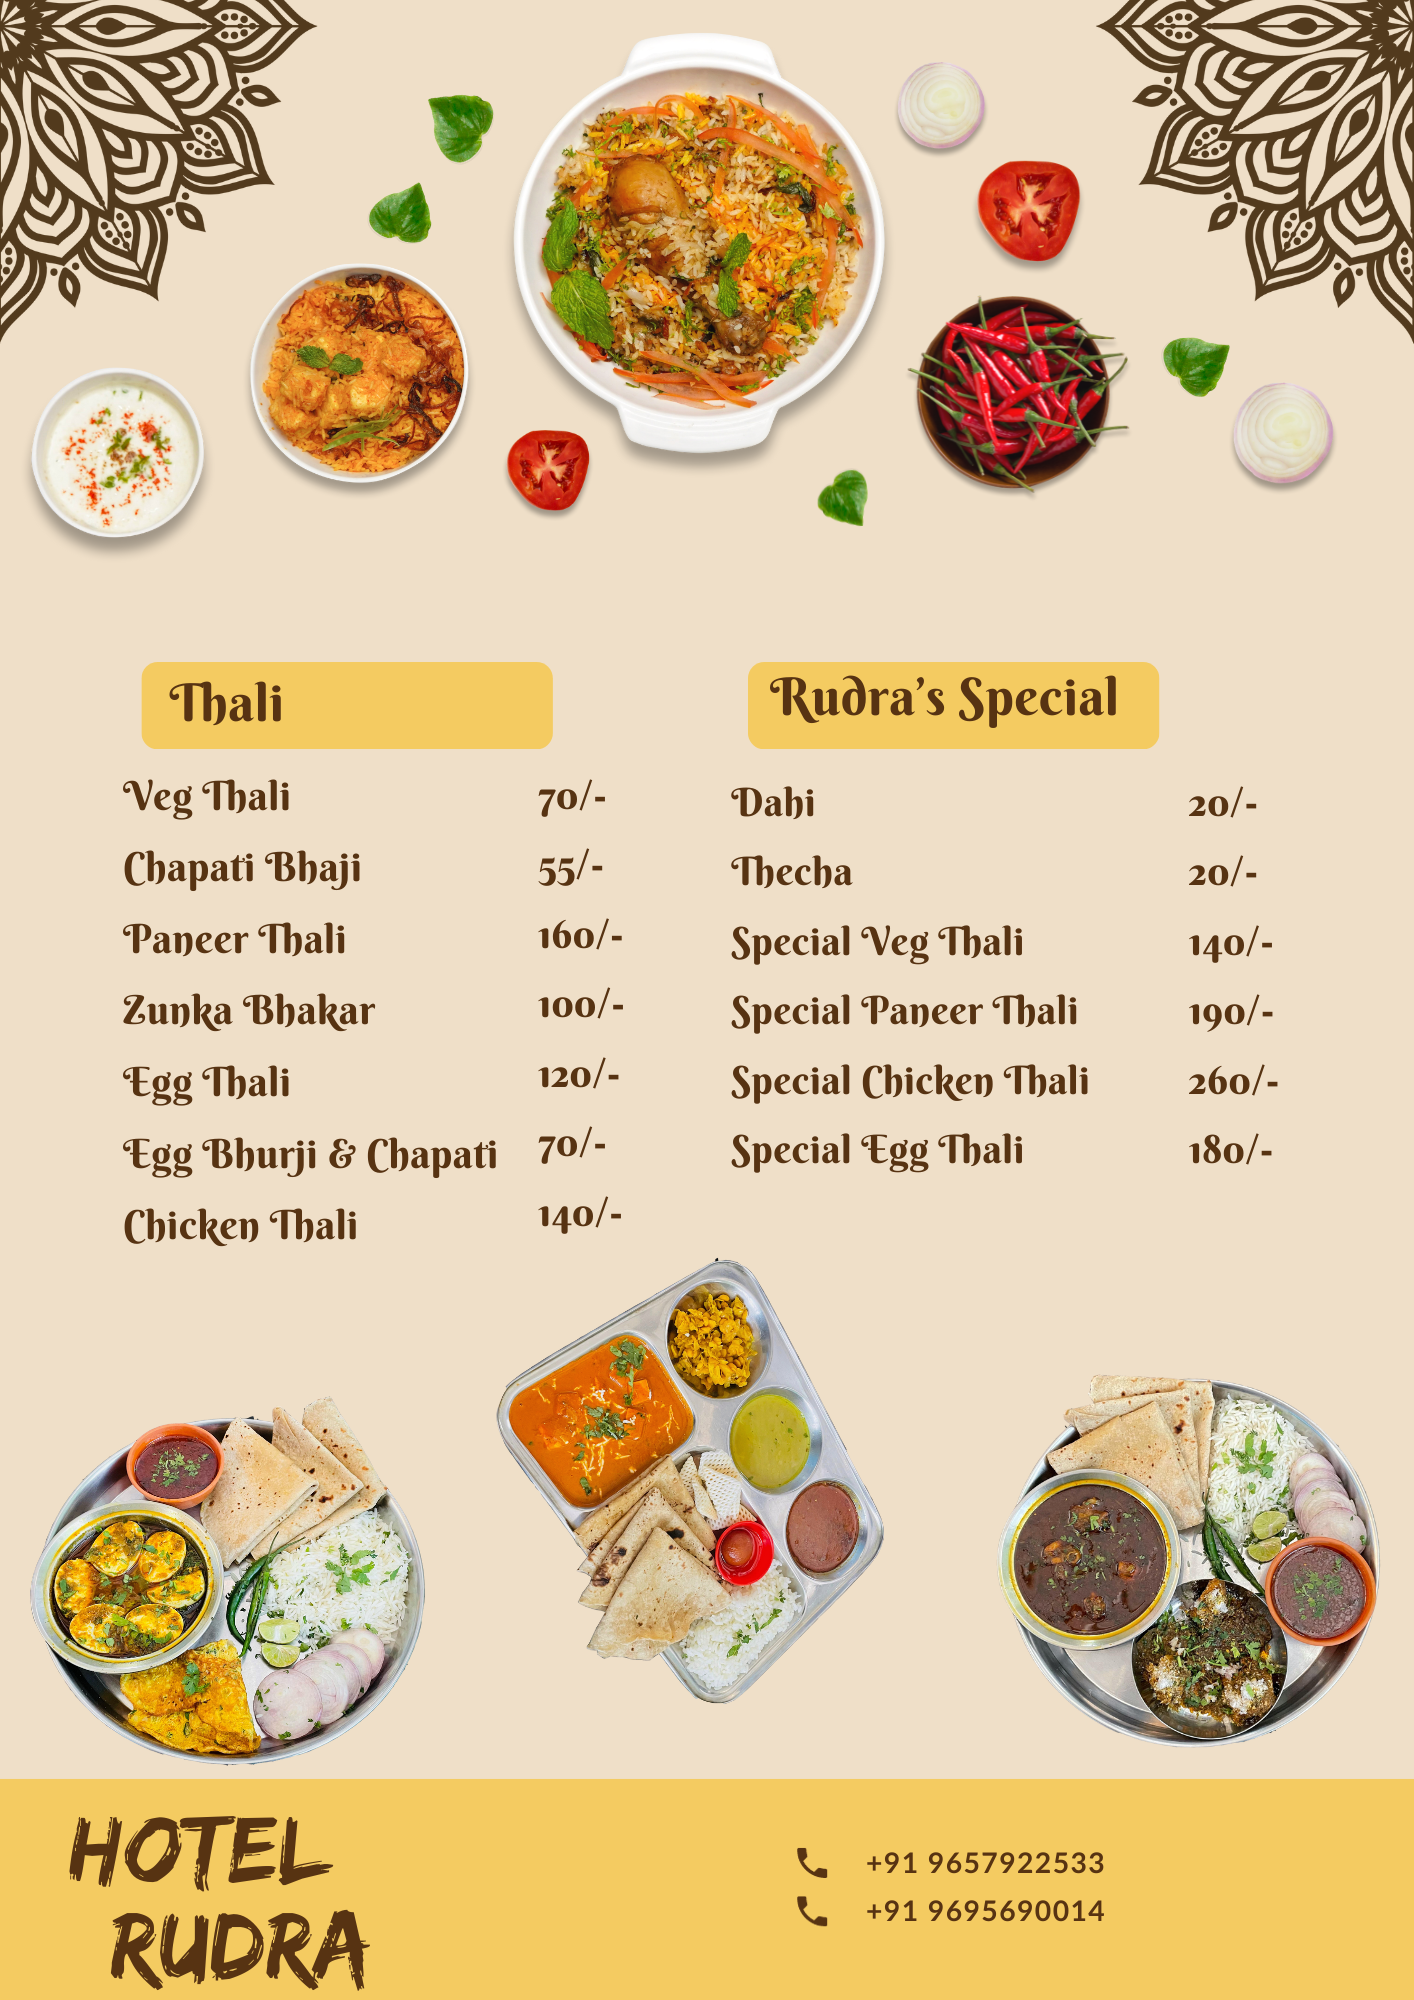 Thali
Veg Thali 70/-
Chapati Bhaji 55/-
Paneer Thali 160/-
Zunka Bhakar 100/-
Egg Thali 120/-
Egg Bhurji & Chapati 70/-
Chicken Thali 140/-
Rudra's Special
Dahi 20/-
Thecha 20/-
Special Veg Thali 140/-
Special Paneer Thali 190/-
Special Chicken Thali 260/-
Special Egg Thali 180/-
HOTEL
RUDRA
+91 9657922533
+91 9695690014